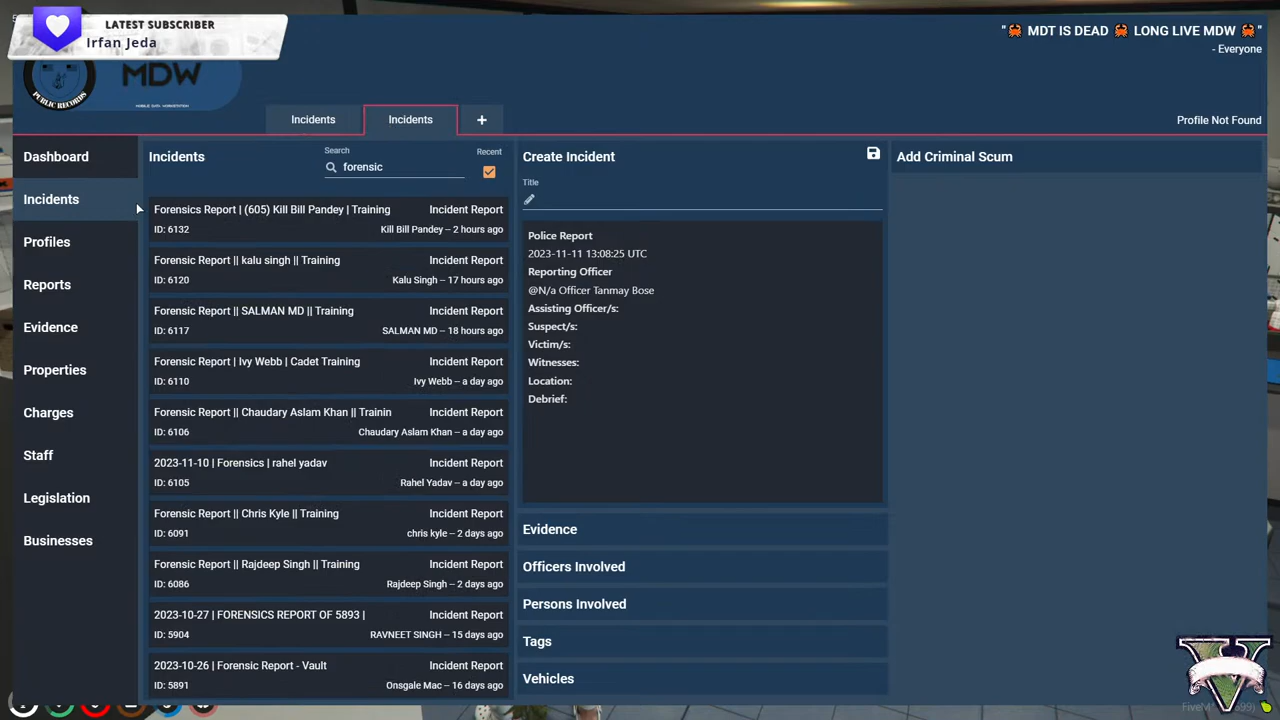 LATEST SUBSCRIBER
Irfan Jeda
" MDT IS DEAD LONG LIVE MDW "
- Everyone
PUBLIC RECORDS
MDW
MOBILE DATA WORKSTATION
Incidents
Incidents
+
Profile Not Found
Dashboard
Incidents
Profiles
Reports
Evidence
Properties
Charges
Staff
Legislation
Businesses
Incidents
Search
forensic
Recent
Forensics Report | (605) Kill Bill Pandey | Training Incident Report
ID: 6132 Kill Bill Pandey – 2 hours ago
Forensic Report || kalu singh || Training Incident Report
ID: 6120 Kalu Singh – 17 hours ago
Forensic Report || SALMAN MD || Training Incident Report
ID: 6117 SALMAN MD – 18 hours ago
Forensic Report | Ivy Webb | Cadet Training Incident Report
ID: 6110 Ivy Webb – a day ago
Forensic Report || Chaudary Aslam Khan || Trainin Incident Report
ID: 6106 Chaudary Aslam Khan – a day ago
2023-11-10 | Forensics | rahel yadav Incident Report
ID: 6105 Rahel Yadav – a day ago
Forensic Report || Chris Kyle || Training Incident Report
ID: 6091 chris kyle – 2 days ago
Forensic Report || Rajdeep Singh || Training Incident Report
ID: 6086 Rajdeep Singh – 2 days ago
2023-10-27 | FORENSICS REPORT OF 5893 | Incident Report
ID: 5904 RAVNEET SINGH – 15 days ago
2023-10-26 | Forensic Report - Vault Incident Report
ID: 5891 Onsgale Mac – 16 days ago
Create Incident
Title
Police Report
2023-11-11 13:08:25 UTC
Reporting Officer
@N/a Officer Tanmay Bose
Assisting Officer/s:
Suspect/s:
Victim/s:
Witnesses:
Location:
Debrief:
Evidence
Officers Involved
Persons Involved
Tags
Vehicles
Add Criminal Scum
V